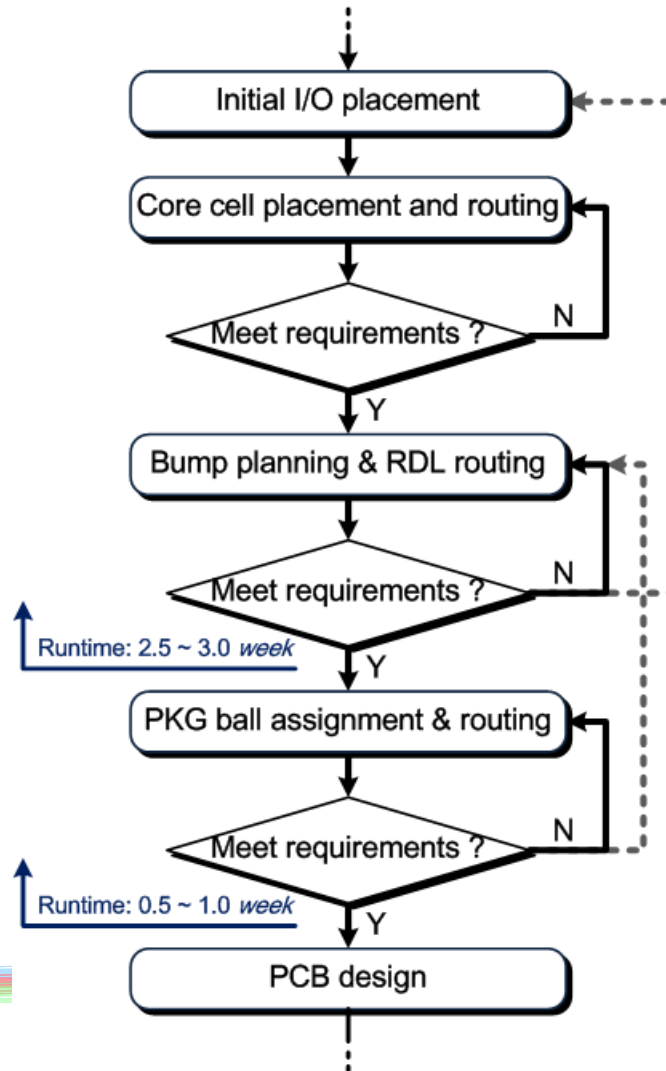 Initial I/O placement
Core cell placement and routing
Meet requirements ?
N
Y
Bump planning & RDL routing
Meet requirements ?
N
Runtime: 2.5 ~ 3.0 week
Y
PKG ball assignment & routing
Meet requirements ?
N
Runtime: 0.5 ~ 1.0 week
Y
PCB design